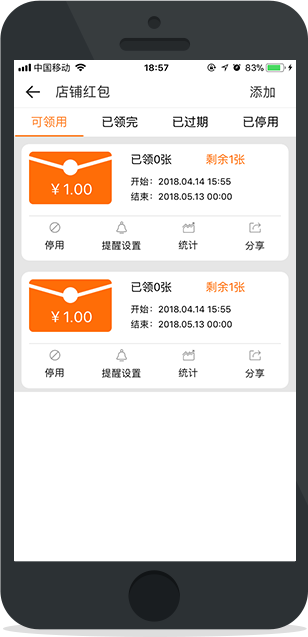 中国移动 18:57 83%
店铺红包 添加
可领用 已领完 已过期 已停用
已领0张 剩余1张
¥1.00
开始：2018.04.14 15:55
结束：2018.05.13 00:00
停用 提醒设置 统计 分享
已领0张 剩余1张
¥1.00
开始：2018.04.14 15:55
结束：2018.05.13 00:00
停用 提醒设置 统计 分享